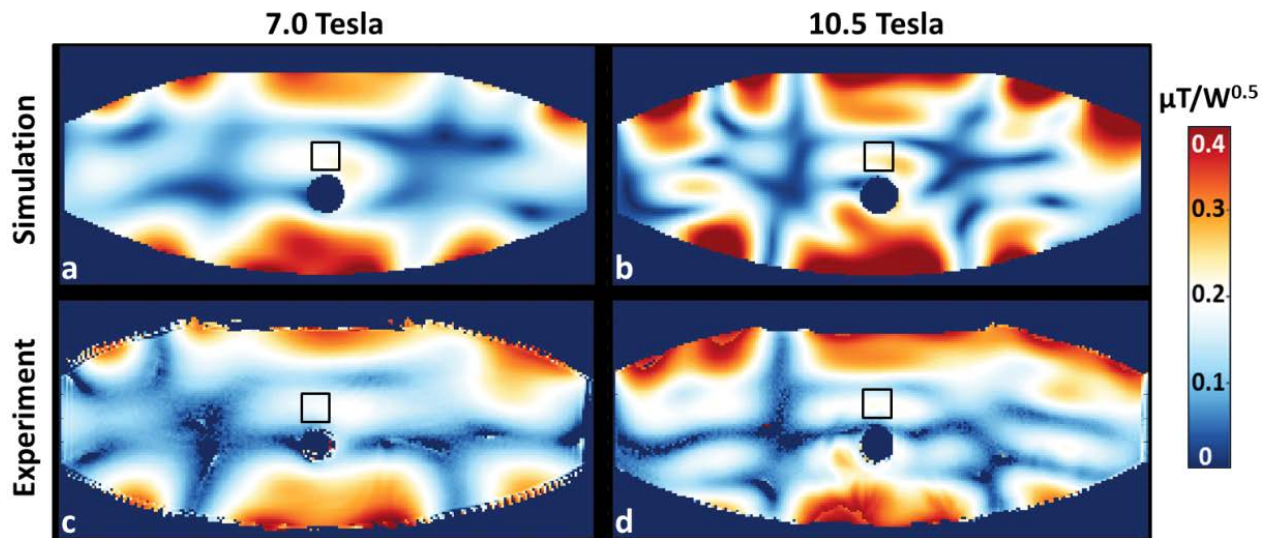 7.0 Tesla
10.5 Tesla
Simulation
a
b
μT/W^0.5
0.4
0.3
0.2
0.1
0
Experiment
c
d